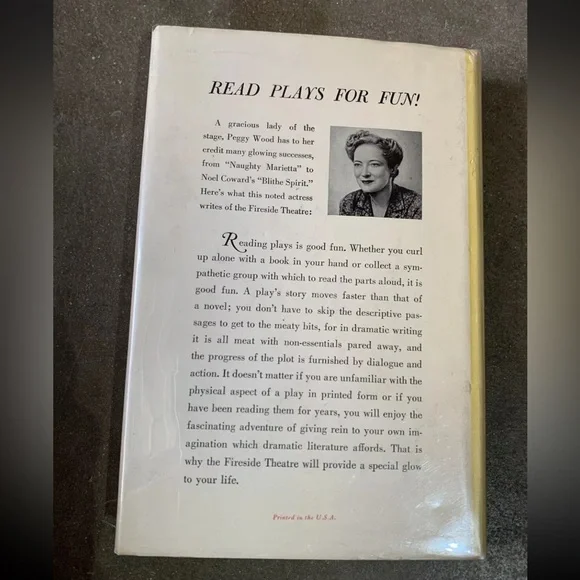 READ PLAYS FOR FUN!
A gracious lady of the
stage, Peggy Wood has to her
credit many glowing successes,
from "Naughty Marietta" to
Noel Coward's "Blithe Spirit."
Here's what this noted actress
writes of the Fireside Theatre:
Reading plays is good fun. Whether you curl
up alone with a book in your hand or collect a sym-
pathetic group with which to read the parts aloud, it is
good fun. A play's story moves faster than that of
a novel; you don't have to skip the descriptive pas-
sages to get to the meaty bits, for in dramatic writing
it is all meat with non-essentials pared away, and
the progress of the plot is furnished by dialogue and
action. It doesn't matter if you are unfamiliar with the
physical aspect of a play in printed form or if you
have been reading them for years, you will enjoy the
fascinating adventure of giving rein to your own im-
agination which dramatic literature affords. That is
why the Fireside Theatre will provide a special glow
to your life.
Printed in the U.S.A.